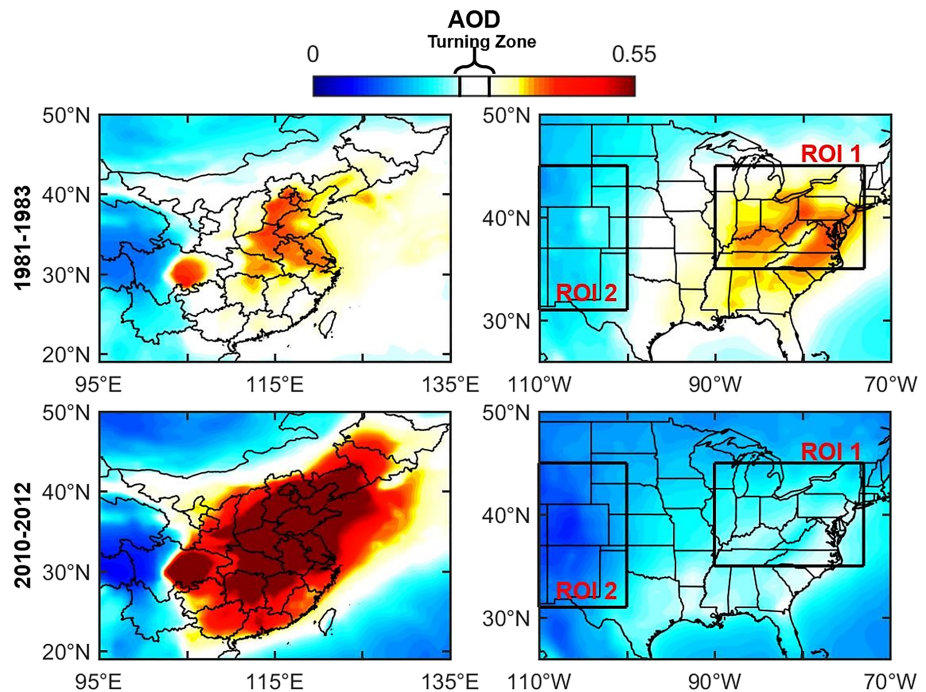 AOD
Turning Zone
0 0.55
50°N 50°N
ROI 1
40°N 40°N
1981-1983
30°N
ROI 2
30°N
20°N
95°E 115°E 135°E 110°W 90°W 70°W
50°N 50°N
ROI 1
40°N 40°N
2010-2012
30°N
ROI 2
30°N
20°N
95°E 115°E 135°E 110°W 90°W 70°W